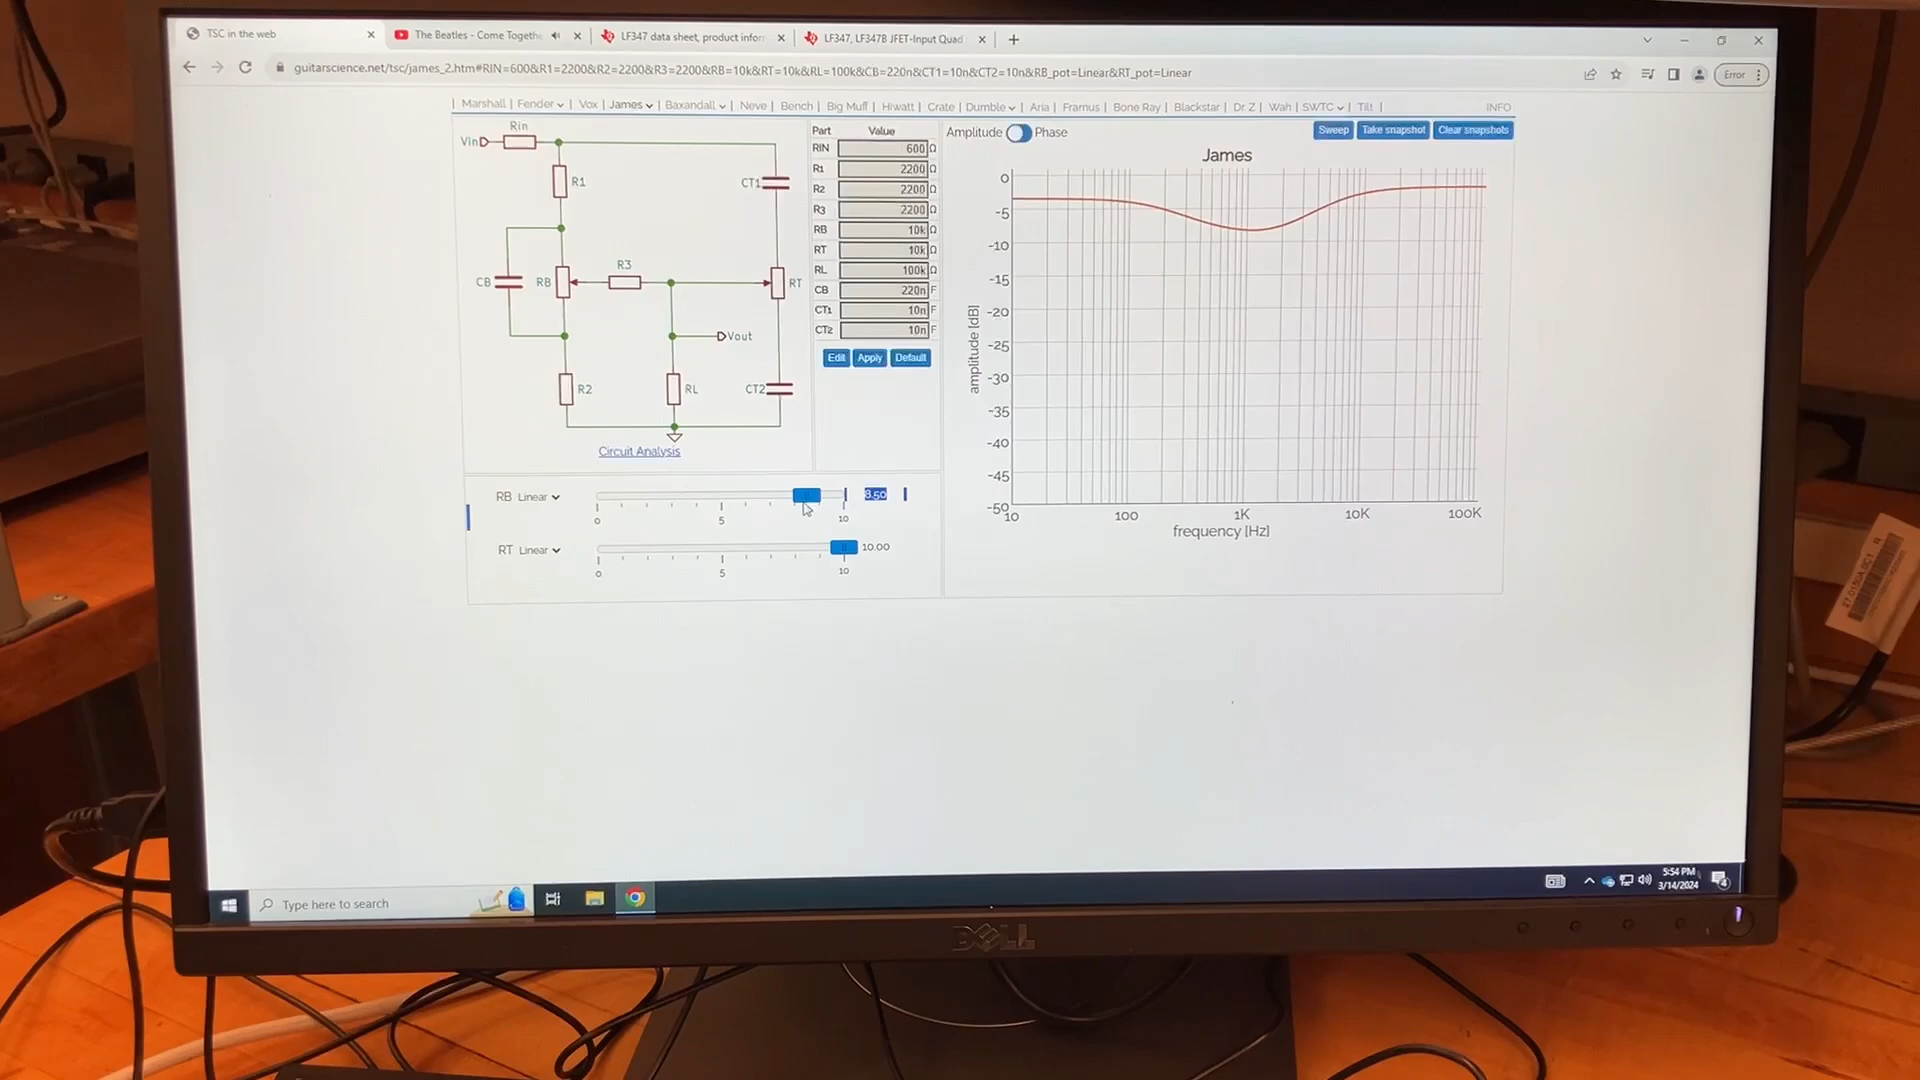 TSC in the web
The Beatles - Come Togethe
LF347 data sheet, product infor
LF347, LF347B JFET-Input Quad
guitarscience.net/tsc/james_2.htm#RIN=600&R1=2200&R2=2200&R3=2200&RB=10k&RT=10k&RL=100k&CB=220n&CT1=10n&CT2=10n&RB_pot=Linear&RT_pot=Linear
Error
| Marshall | Fender | Vox | James | Baxandall | Neve | Bench | Big Muff | Hiwatt | Crate | Dumble | Aria | Framus | Bone Ray | Blackstar | Dr Z | Wah | SWTC | Tilt |
INFO
Rin
Vin
R1
CT1
CB
RB
R3
RT
Vout
R2
RL
CT2
Circuit Analysis
Part Value
RIN 600 Ω
R1 2200 Ω
R2 2200 Ω
R3 2200 Ω
RB 10k Ω
RT 10k Ω
RL 100k Ω
CB 220n F
CT1 10n F
CT2 10n F
Edit Apply Default
RB Linear
8.50
0 5 10
RT Linear
10.00
0 5 10
Amplitude Phase
Sweep Take snapshot Clear snapshots
James
0
-5
-10
-15
-20
-25
-30
-35
-40
-45
-50
amplitude [dB]
10 100 1K 10K 100K
frequency [Hz]
Type here to search
5:54 PM
3/14/2024
4
DELL